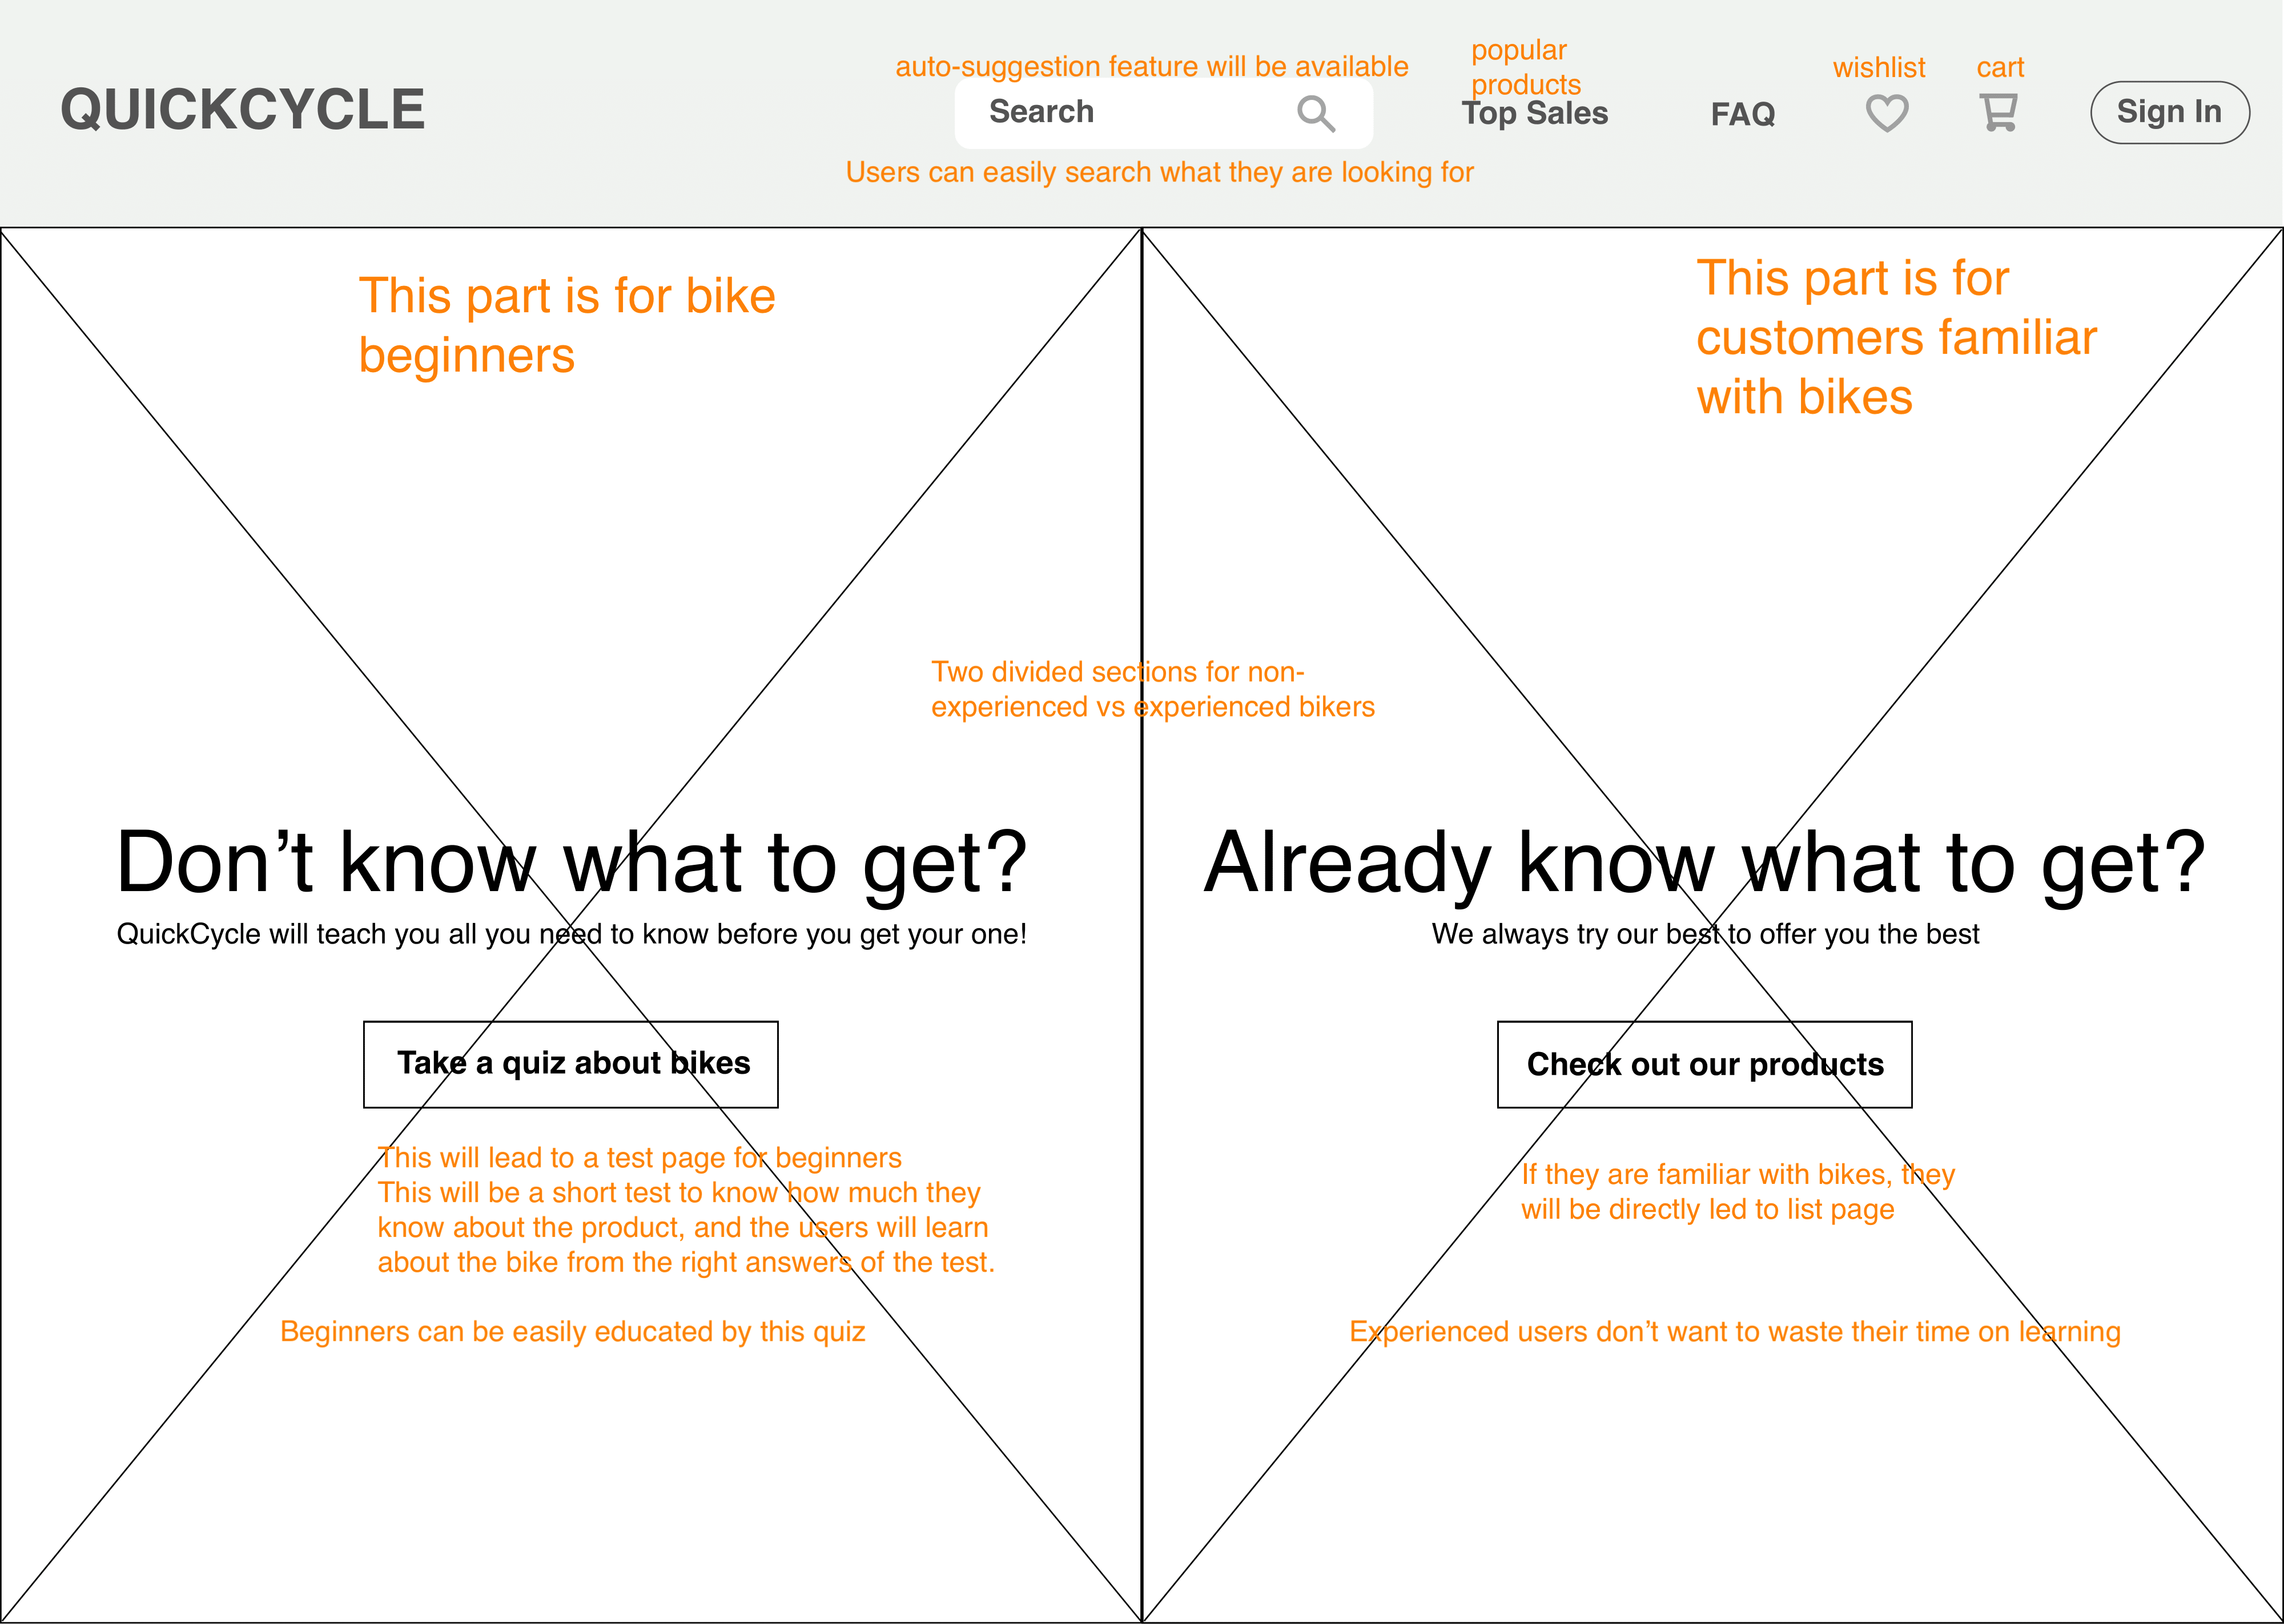 QUICKCYCLE
auto-suggestion feature will be available
Search
Users can easily search what they are looking for
popular
products
Top Sales
FAQ
wishlist
cart
Sign In
This part is for bike
beginners
This part is for
customers familiar
with bikes
Two divided sections for non-
experienced vs experienced bikers
Don’t know what to get?
QuickCycle will teach you all you need to know before you get your one!
Take a quiz about bikes
This will lead to a test page for beginners
This will be a short test to know how much they
know about the product, and the users will learn
about the bike from the right answers of the test.
Beginners can be easily educated by this quiz
Already know what to get?
We always try our best to offer you the best
Check out our products
If they are familiar with bikes, they
will be directly led to list page
Experienced users don’t want to waste their time on learning